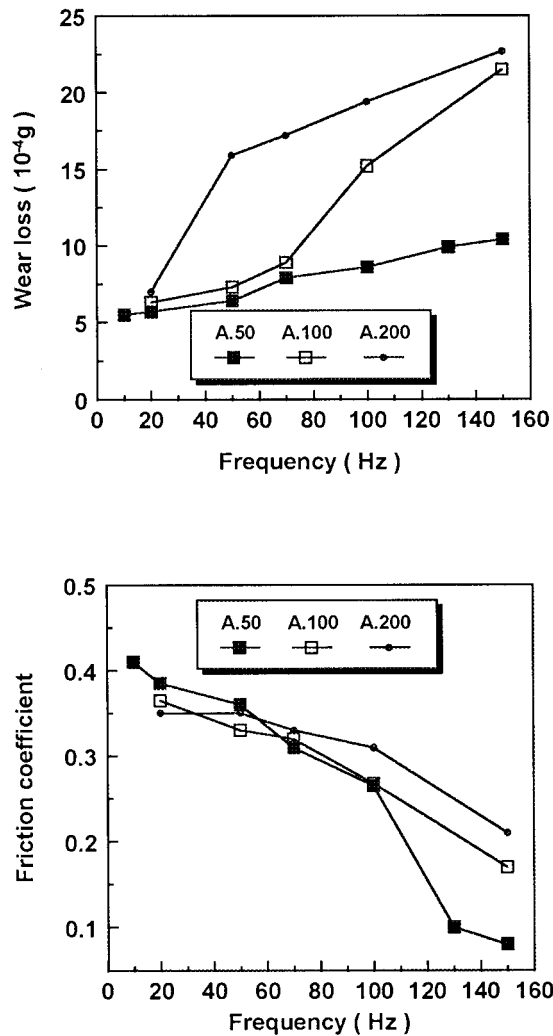 25
20
15
10
5
0
Wear loss ( 10-4g )
A.50 A.100 A.200
0 20 40 60 80 100 120 140 160
Frequency ( Hz )
0.5
0.4
0.3
0.2
0.1
Friction coefficient
A.50 A.100 A.200
0 20 40 60 80 100 120 140 160
Frequency ( Hz )